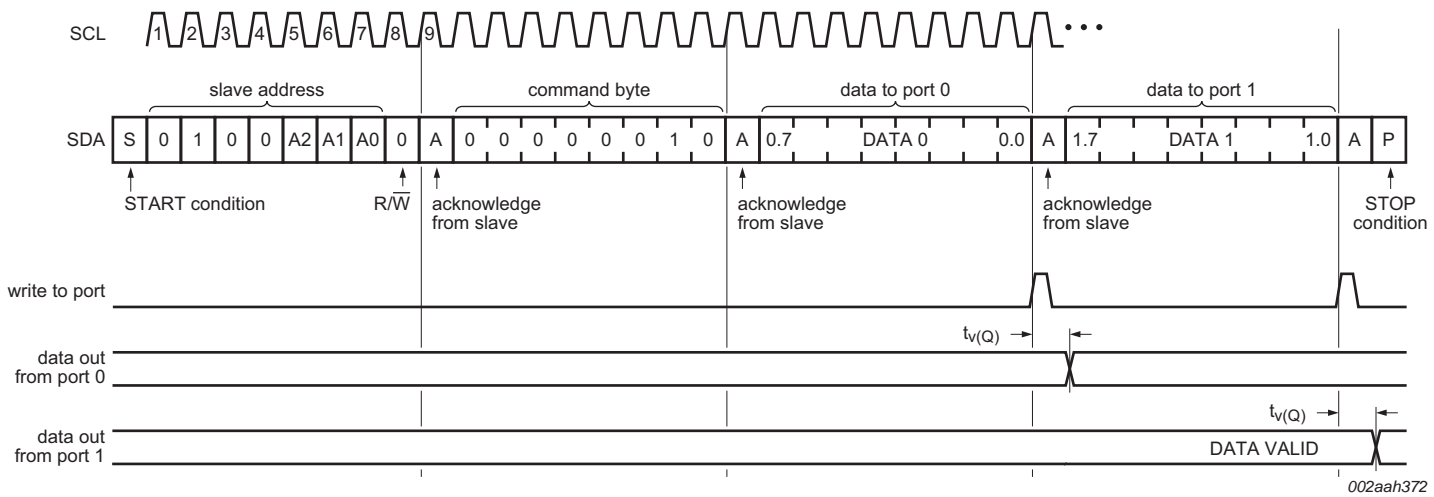 SCL 1 2 3 4 5 6 7 8 9 • • •
slave address command byte data to port 0 data to port 1
SDA S 0 1 0 0 A2 A1 A0 0 A 0 0 0 0 0 0 1 0 A 0.7 DATA 0 0.0 A 1.7 DATA 1 1.0 A P
START condition R/W̅ acknowledge acknowledge acknowledge STOP
from slave from slave from slave condition
write to port
tv(Q)
data out
from port 0
tv(Q)
data out
from port 1 DATA VALID
002aah372